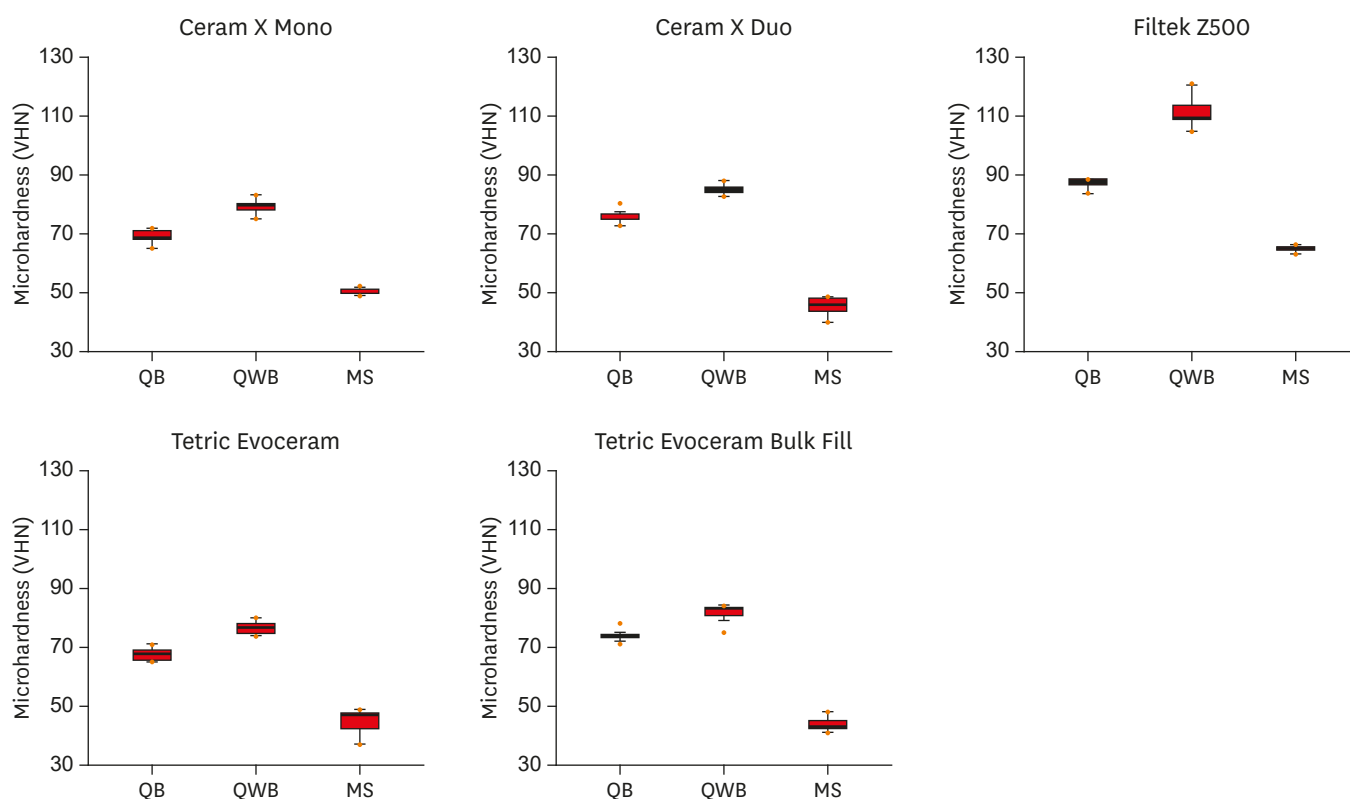 Ceram X Mono
Microhardness (VHN)
130
110
90
70
50
30
QB QWB MS
Ceram X Duo
Microhardness (VHN)
130
110
90
70
50
30
QB QWB MS
Filtek Z500
Microhardness (VHN)
130
110
90
70
50
30
QB QWB MS
Tetric Evoceram
Microhardness (VHN)
130
110
90
70
50
30
QB QWB MS
Tetric Evoceram Bulk Fill
Microhardness (VHN)
130
110
90
70
50
30
QB QWB MS